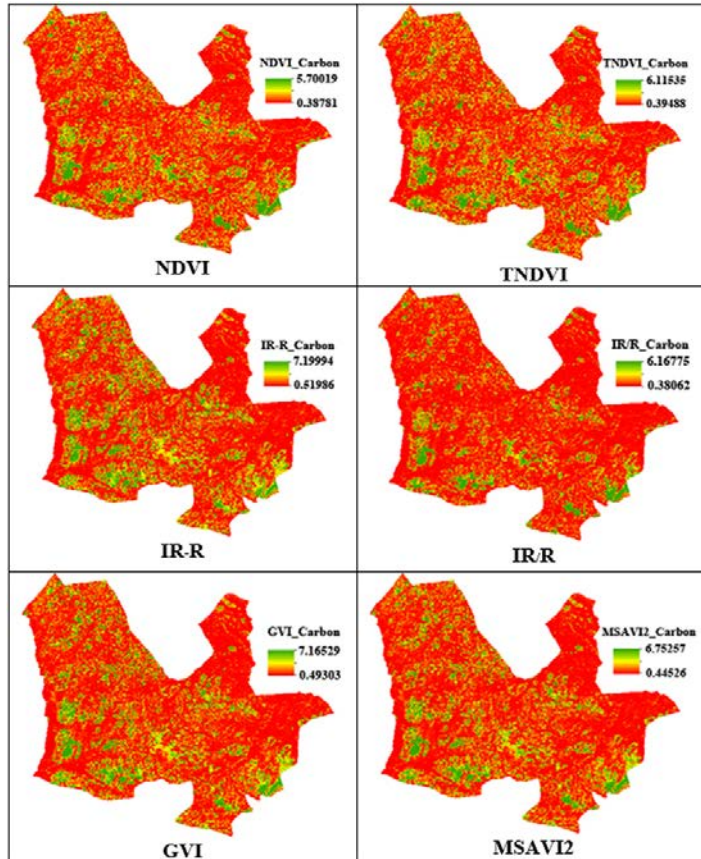 NDVI_Carbon
5.70019
0.38781
NDVI
TNDVI_Carbon
6.11535
0.39488
TNDVI
IR-R_Carbon
7.19994
0.51986
IR-R
IR/R_Carbon
6.16775
0.38062
IR/R
GVI_Carbon
7.16529
0.49303
GVI
MSAVI2_Carbon
6.75257
0.44526
MSAVI2